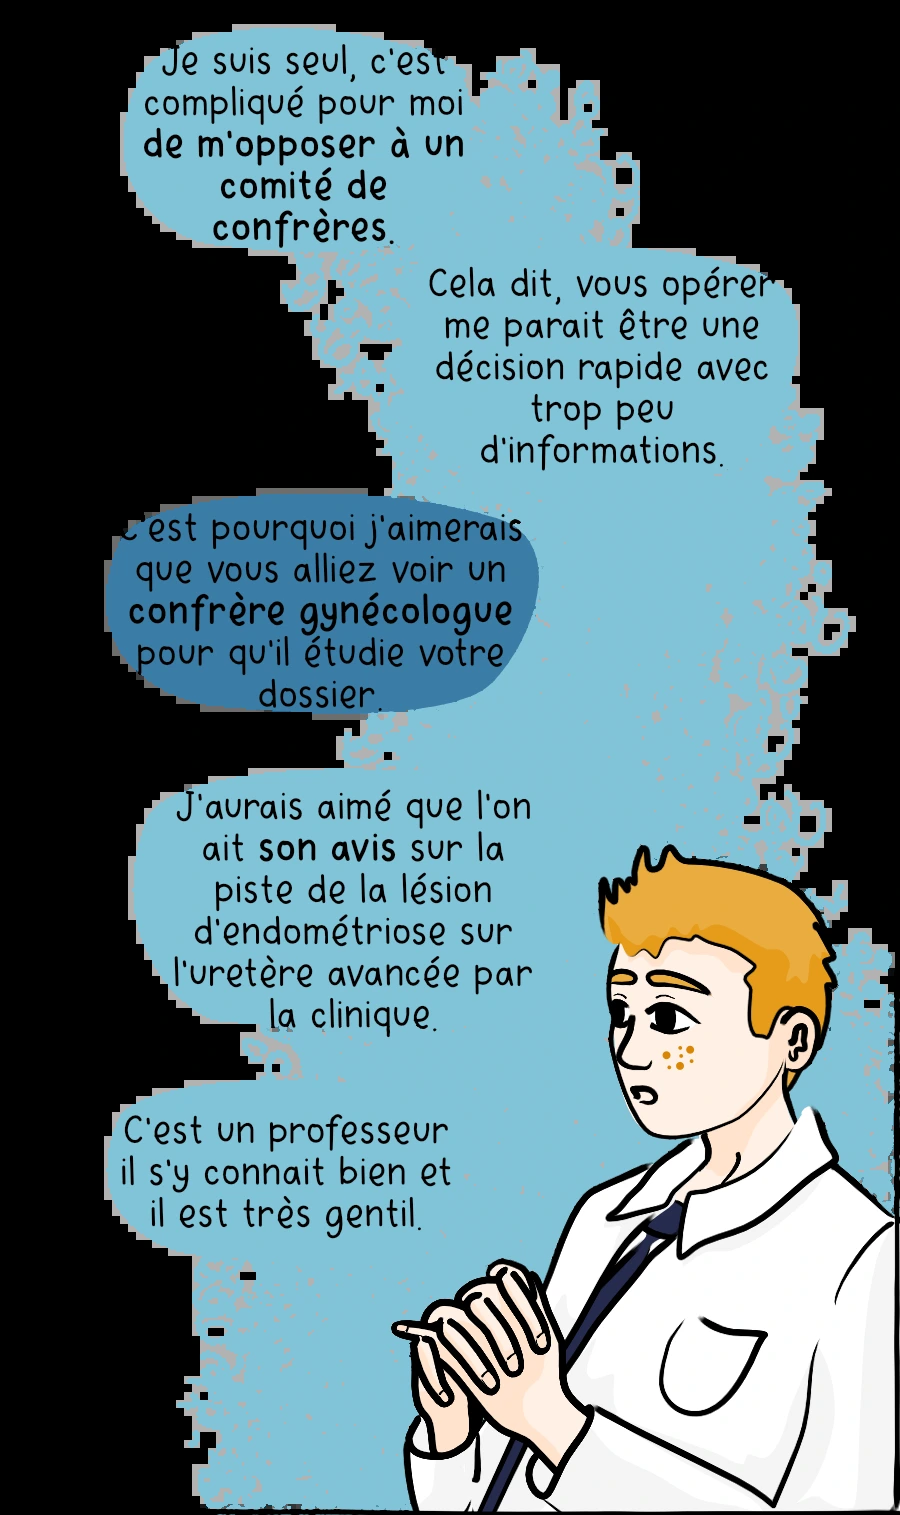 Je suis seul, c'est
compliqué pour moi
de m'opposer à un
comité de
confrères.
Cela dit, vous opérer
me parait être une
décision rapide avec
trop peu
d'informations.
C'est pourquoi j'aimerais
que vous alliez voir un
confrère gynécologue
pour qu'il étudie votre
dossier.
J'aurais aimé que l'on
ait son avis sur la
piste de la lésion
d'endométriose sur
l'uretère avancée par
la clinique.
C'est un professeur
il s'y connait bien et
il est très gentil.